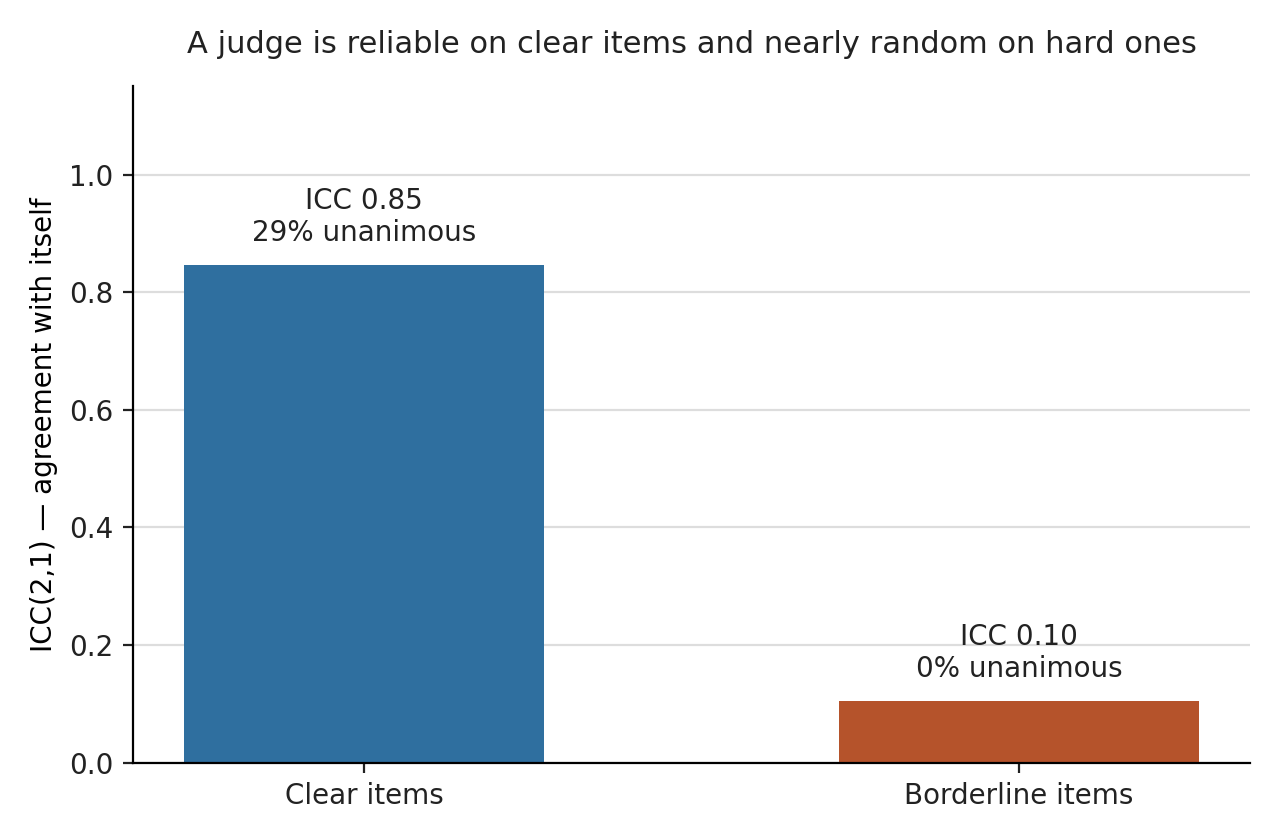 A judge is reliable on clear items and nearly random on hard ones
ICC(2,1) — agreement with itself
1.0
0.8
0.6
0.4
0.2
0.0
ICC 0.85
29% unanimous
ICC 0.10
0% unanimous
Clear items
Borderline items